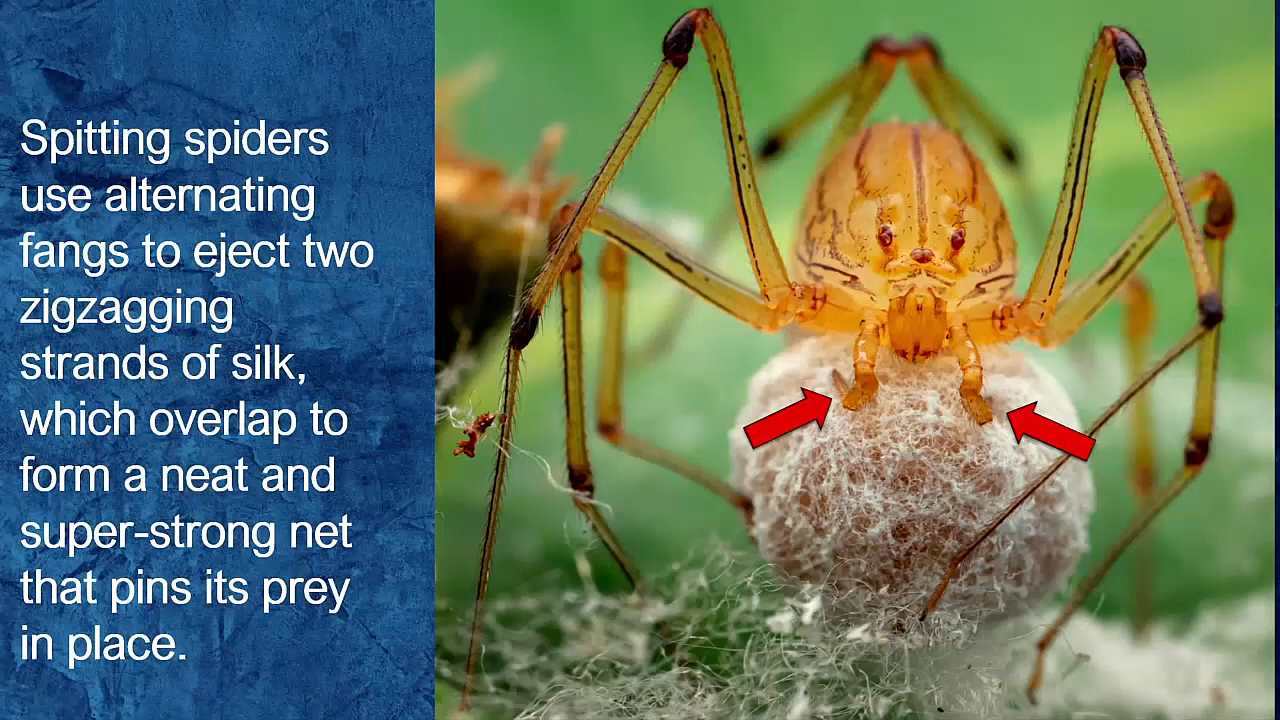 Spitting spiders
use alternating
fangs to eject two
zigzagging
strands of silk,
which overlap to
form a neat and
super-strong net
that pins its prey
in place.